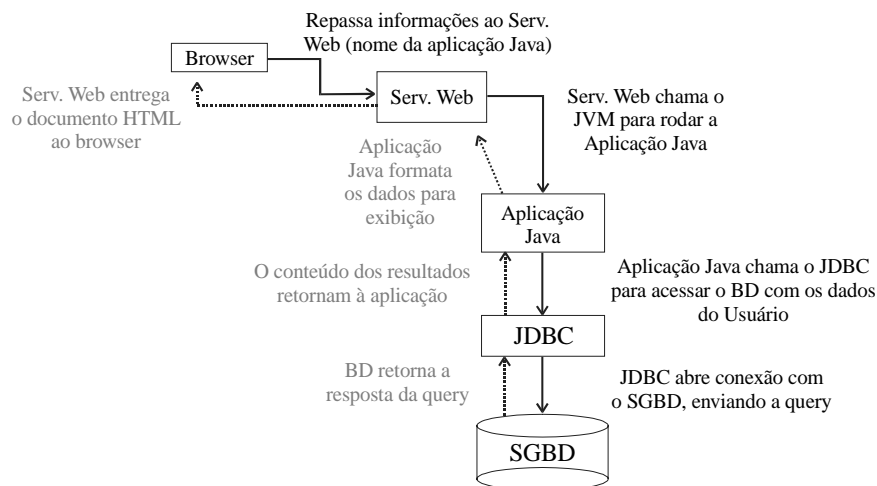 Repassa informações ao Serv.
Web (nome da aplicação Java)
Browser
Serv. Web
Serv. Web entrega
o documento HTML
ao browser
Serv. Web chama o
JVM para rodar a
Aplicação Java
Aplicação
Java formata
os dados para
exibição
Aplicação
Java
O conteúdo dos resultados
retornam à aplicação
Aplicação Java chama o JDBC
para acessar o BD com os dados
do Usuário
JDBC
BD retorna a
resposta da query
JDBC abre conexão com
o SGBD, enviando a query
SGBD